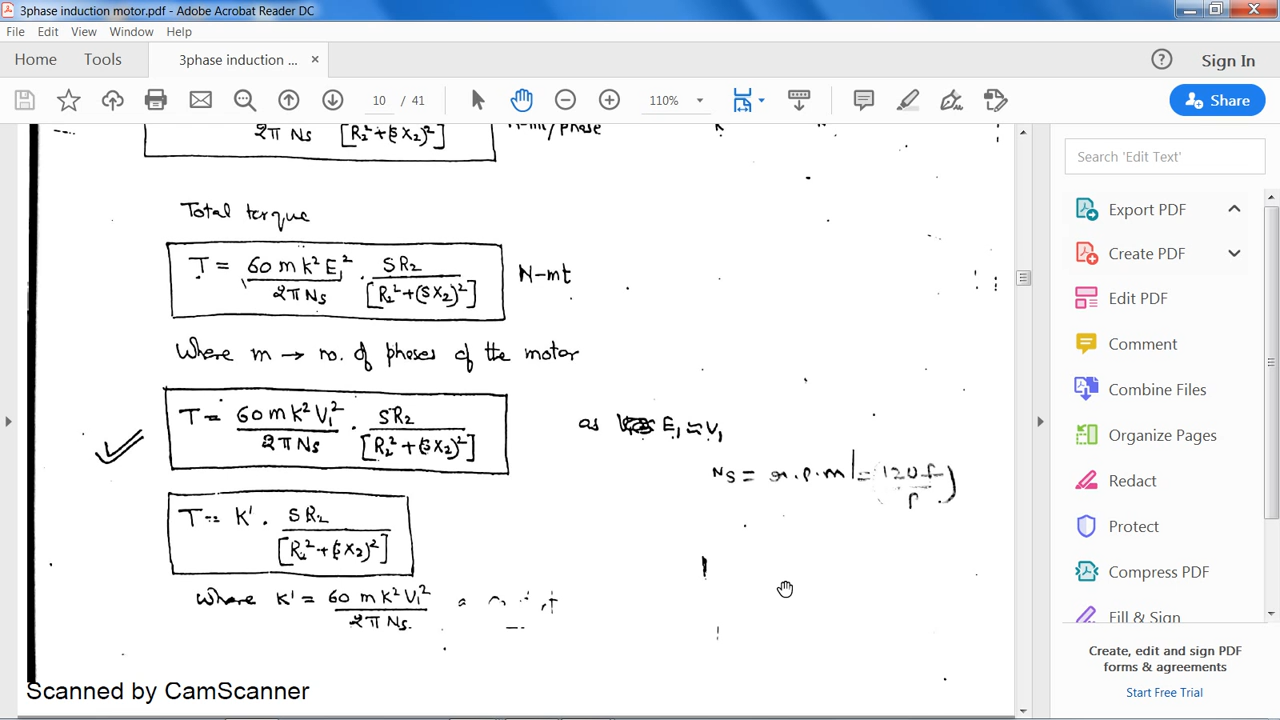 3phase induction motor.pdf - Adobe Acrobat Reader DC
File Edit View Window Help
Home Tools 3phase induction ... ×
Sign In
10 / 41
110%
Share
2π Ns [R₂²+(SX₂)²] N-mt/phase
Total torque
T = 60 m K² E₁² / 2π Ns . SR₂ / [R₂²+(SX₂)²] N-mt
Where m → no. of phases of the motor
T = 60 m K² V₁² / 2π Ns . SR₂ / [R₂²+(SX₂)²] as E₁ ≃ V₁
Ns = r.p.m = (120f / P)
T = K' . SR₂ / [R₂²+(SX₂)²]
Where K' = 60 m K² V₁² / 2π Ns.
Scanned by CamScanner
Search 'Edit Text'
Export PDF
Create PDF
Edit PDF
Comment
Combine Files
Organize Pages
Redact
Protect
Compress PDF
Fill & Sign
Create, edit and sign PDF
forms & agreements
Start Free Trial